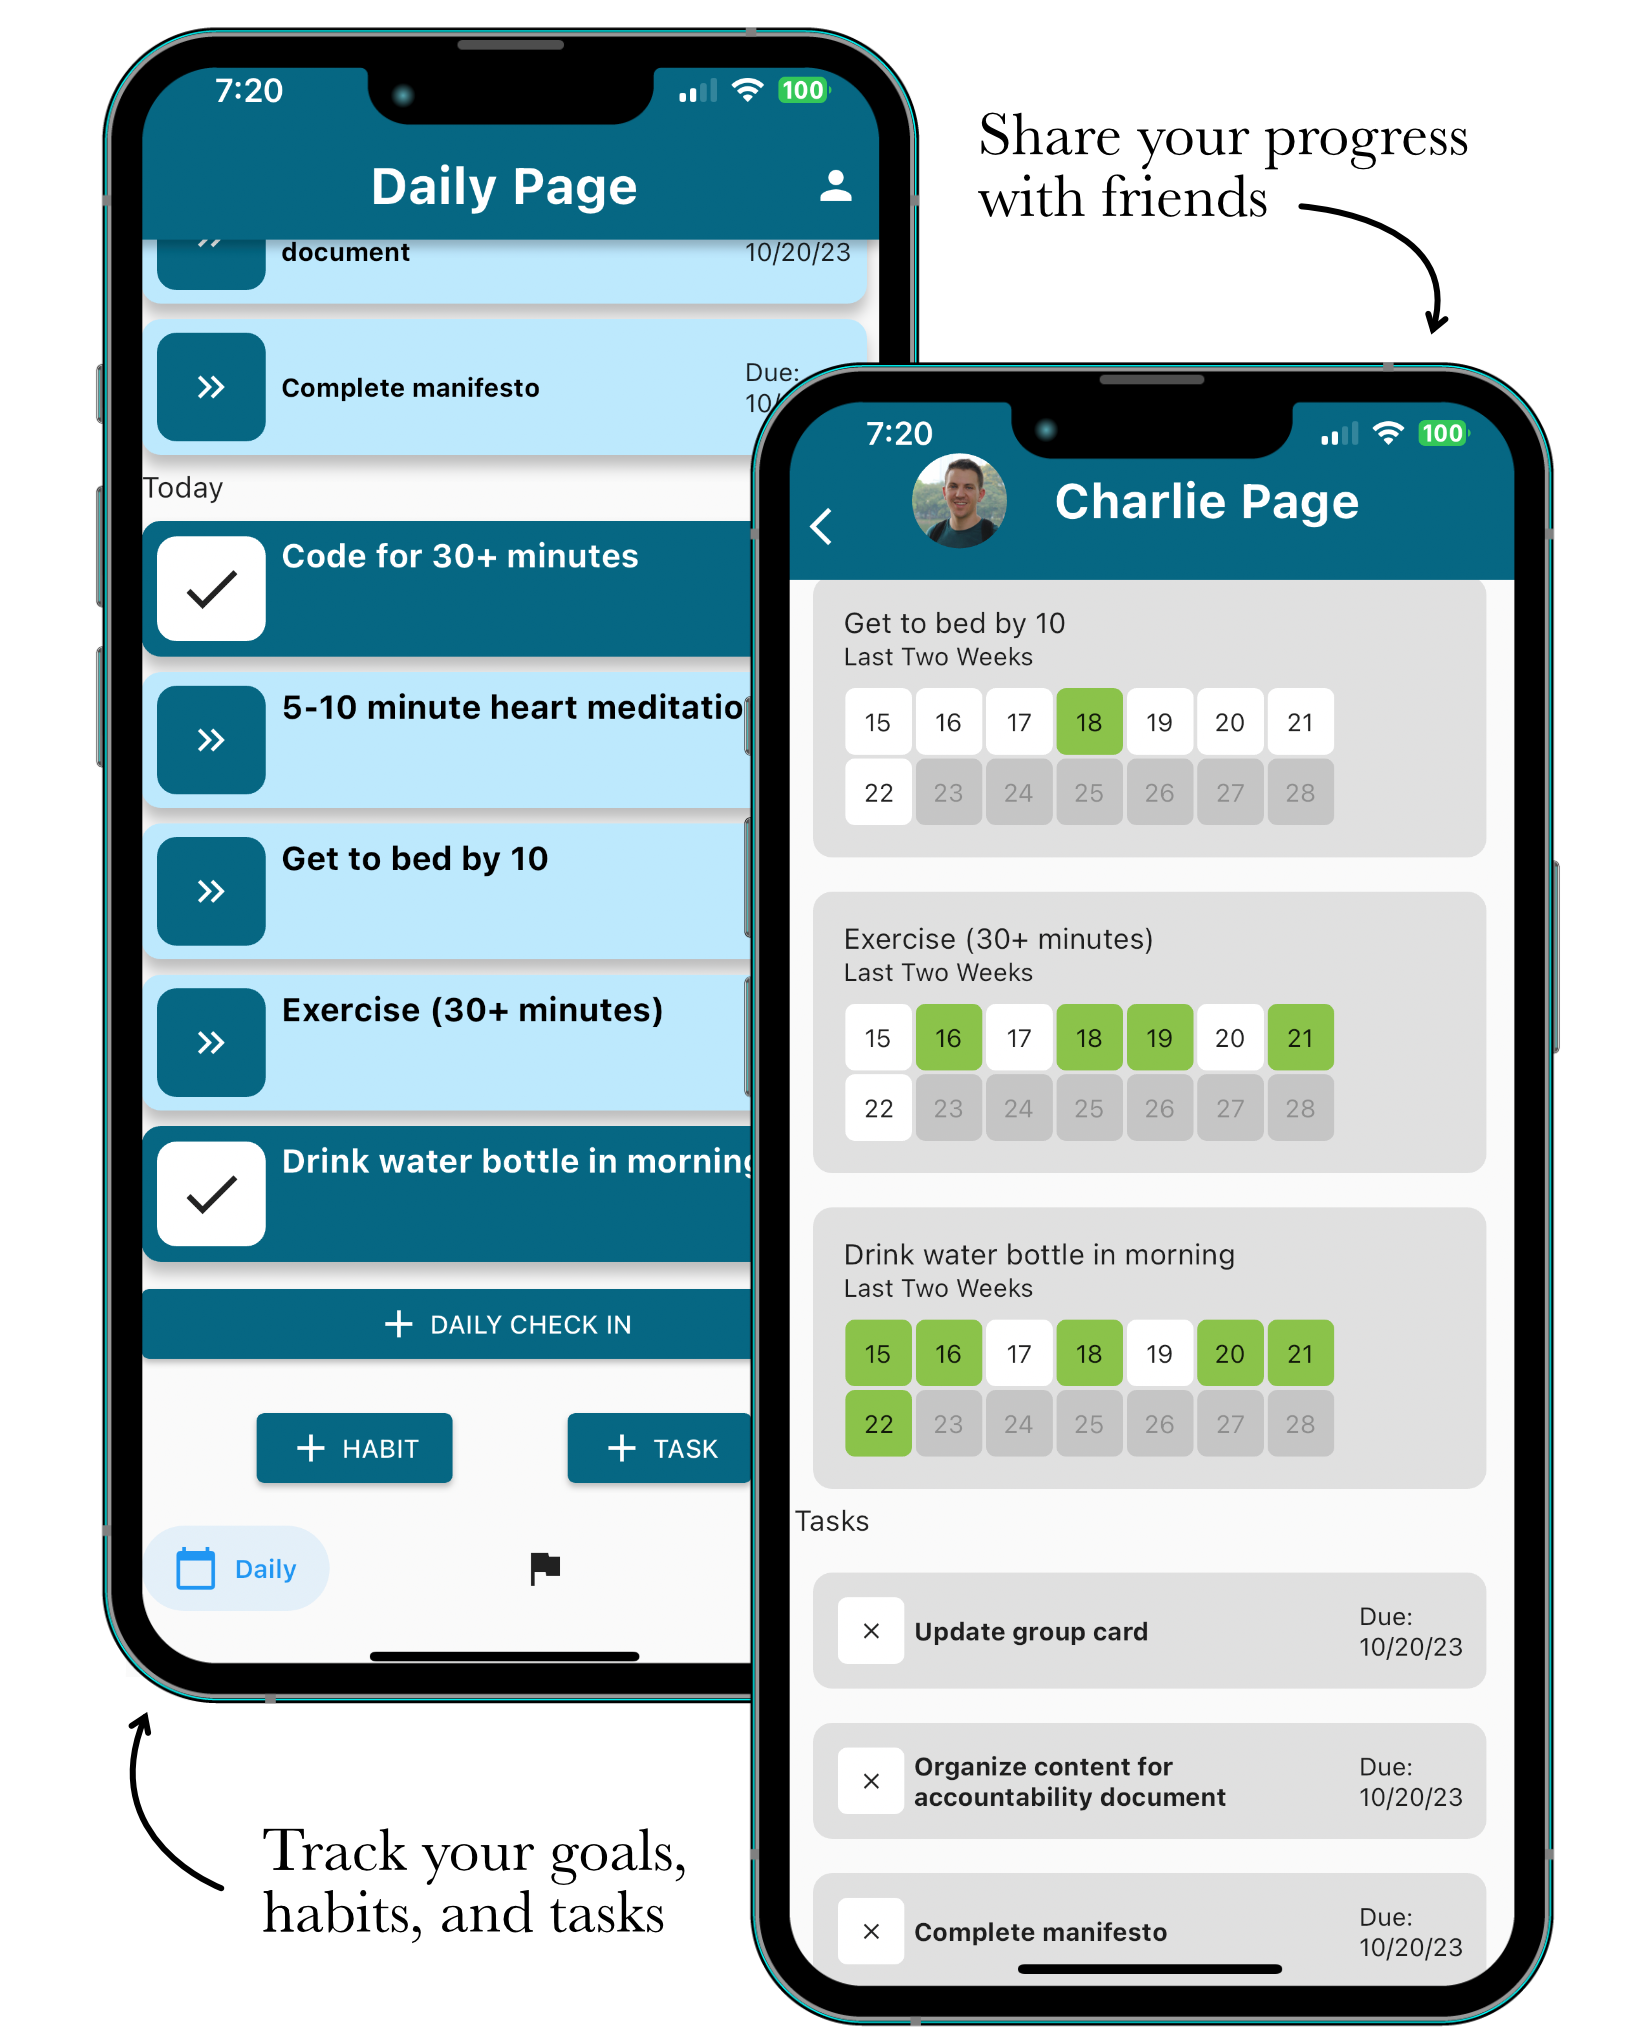 7:20
100
Daily Page
document
10/20/23
Complete manifesto
Due:
10/
Today
Code for 30+ minutes
5-10 minute heart meditatio
Get to bed by 10
Exercise (30+ minutes)
Drink water bottle in morning
DAILY CHECK IN
HABIT
TASK
Daily
Track your goals,
habits, and tasks
Share your progress
with friends
7:20
100
Charlie Page
Get to bed by 10
Last Two Weeks
15 16 17 18 19 20 21
22 23 24 25 26 27 28
Exercise (30+ minutes)
Last Two Weeks
15 16 17 18 19 20 21
22 23 24 25 26 27 28
Drink water bottle in morning
Last Two Weeks
15 16 17 18 19 20 21
22 23 24 25 26 27 28
Tasks
Update group card
Due:
10/20/23
Organize content for
accountability document
Due:
10/20/23
Complete manifesto
Due:
10/20/23